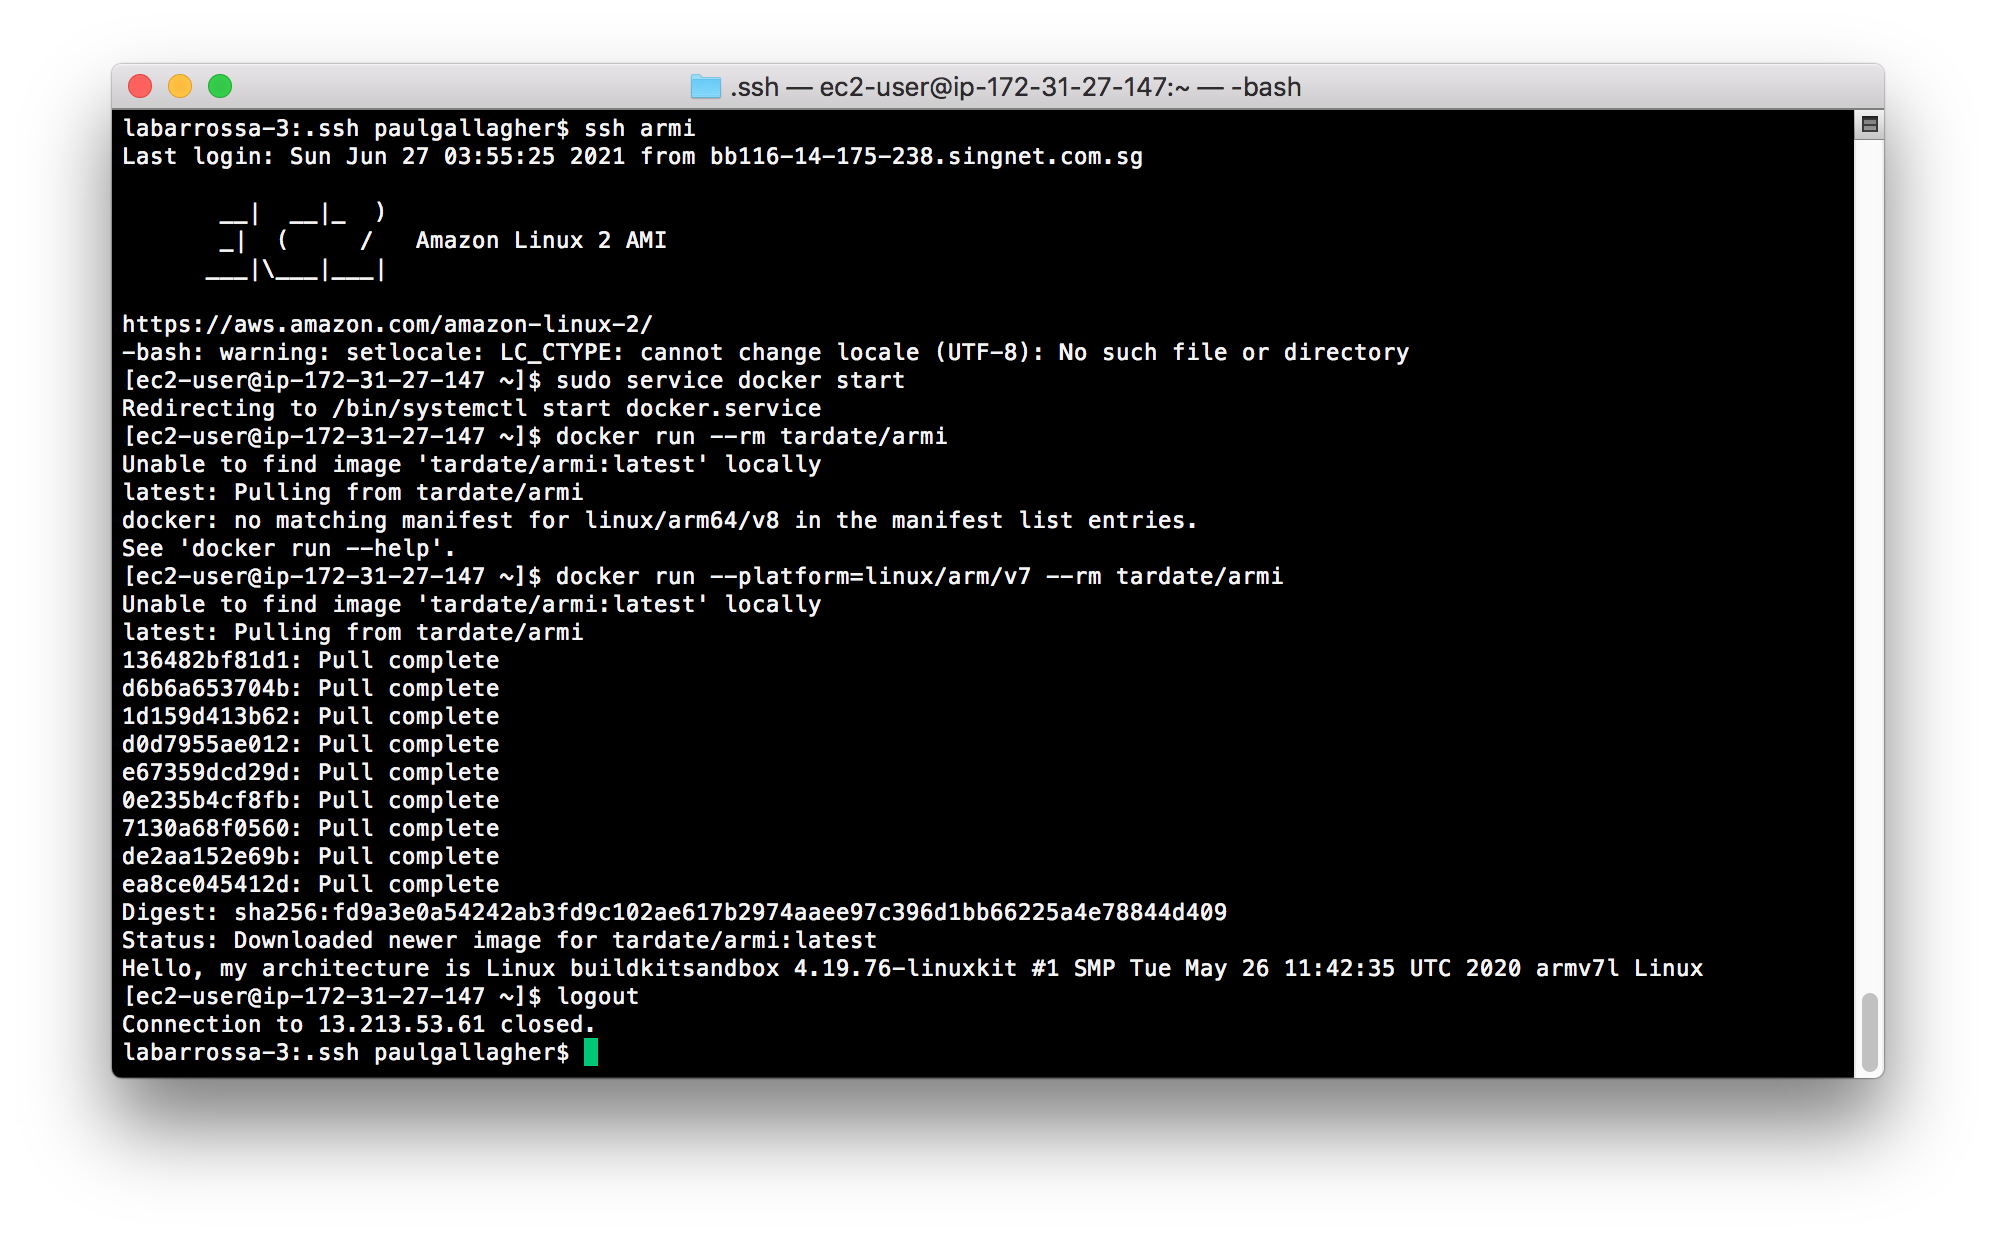 .ssh — ec2-user@ip-172-31-27-147:~ — -bash
labarrossa-3:.ssh paulgallagher$ ssh armi
Last login: Sun Jun 27 03:55:25 2021 from bb116-14-175-238.singnet.com.sg
       __|  __|_  )
       _|  (     /   Amazon Linux 2 AMI
      ___|\___|___|
https://aws.amazon.com/amazon-linux-2/
-bash: warning: setlocale: LC_CTYPE: cannot change locale (UTF-8): No such file or directory
[ec2-user@ip-172-31-27-147 ~]$ sudo service docker start
Redirecting to /bin/systemctl start docker.service
[ec2-user@ip-172-31-27-147 ~]$ docker run --rm tardate/armi
Unable to find image 'tardate/armi:latest' locally
latest: Pulling from tardate/armi
docker: no matching manifest for linux/arm64/v8 in the manifest list entries.
See 'docker run --help'.
[ec2-user@ip-172-31-27-147 ~]$ docker run --platform=linux/arm/v7 --rm tardate/armi
Unable to find image 'tardate/armi:latest' locally
latest: Pulling from tardate/armi
136482bf81d1: Pull complete
d6b6a653704b: Pull complete
1d159d413b62: Pull complete
d0d7955ae012: Pull complete
e67359dcd29d: Pull complete
0e235b4cf8fb: Pull complete
7130a68f0560: Pull complete
de2aa152e69b: Pull complete
ea8ce045412d: Pull complete
Digest: sha256:fd9a3e0a54242ab3fd9c102ae617b2974aaee97c396d1bb66225a4e78844d409
Status: Downloaded newer image for tardate/armi:latest
Hello, my architecture is Linux buildkitsandbox 4.19.76-linuxkit #1 SMP Tue May 26 11:42:35 UTC 2020 armv7l Linux
[ec2-user@ip-172-31-27-147 ~]$ logout
Connection to 13.213.53.61 closed.
labarrossa-3:.ssh paulgallagher$